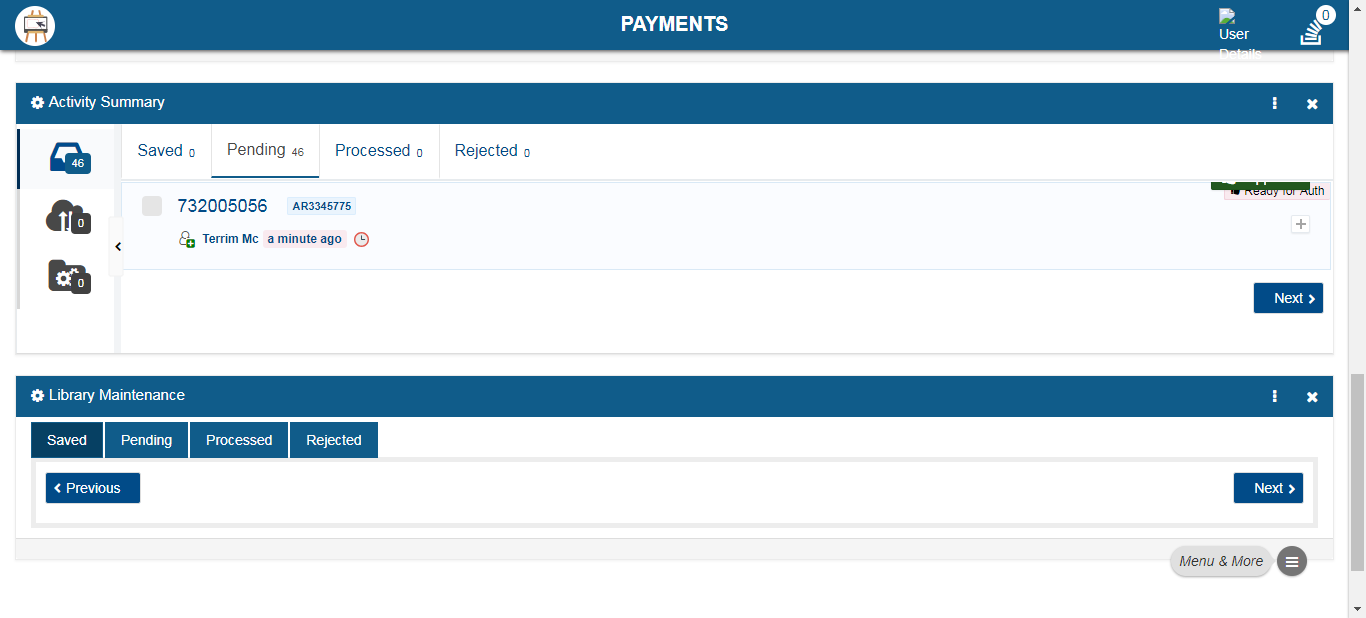 PAYMENTS
User
Details
0
Activity Summary
46
0
0
Saved 0
Pending 46
Processed 0
Rejected 0
732005056
AR3345775
Ready for Auth
Terrim Mc
a minute ago
Next
Library Maintenance
Saved
Pending
Processed
Rejected
Previous
Next
Menu & More